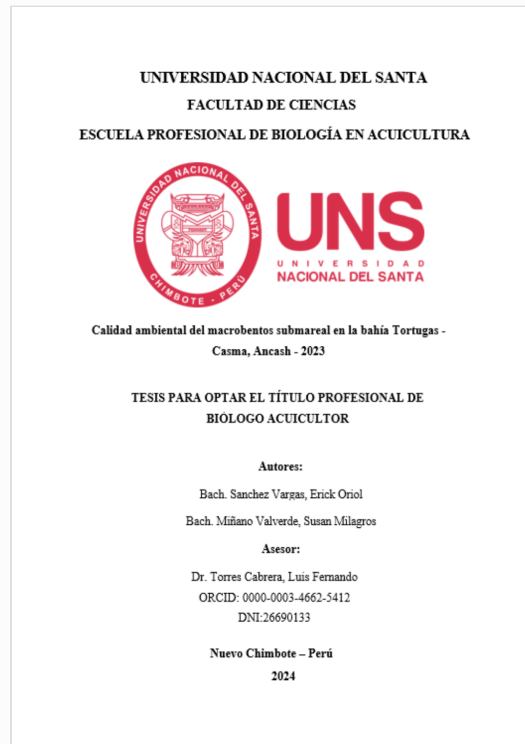 UNIVERSIDAD NACIONAL DEL SANTA
FACULTAD DE CIENCIAS
ESCUELA PROFESIONAL DE BIOLOGÍA EN ACUICULTURA
UNIVERSIDAD NACIONAL DEL SANTA
CHIMBOTE - PERÚ
UNS
UNIVERSIDAD
NACIONAL DEL SANTA
Calidad ambiental del macrobentos submareal en la bahía Tortugas -
Casma, Ancash - 2023
TESIS PARA OPTAR EL TÍTULO PROFESIONAL DE
BIÓLOGO ACUICULTOR
Autores:
Bach. Sanchez Vargas, Erick Oriol
Bach. Miñano Valverde, Susan Milagros
Asesor:
Dr. Torres Cabrera, Luis Fernando
ORCID: 0000-0003-4662-5412
DNI:26690133
Nuevo Chimbote – Perú
2024